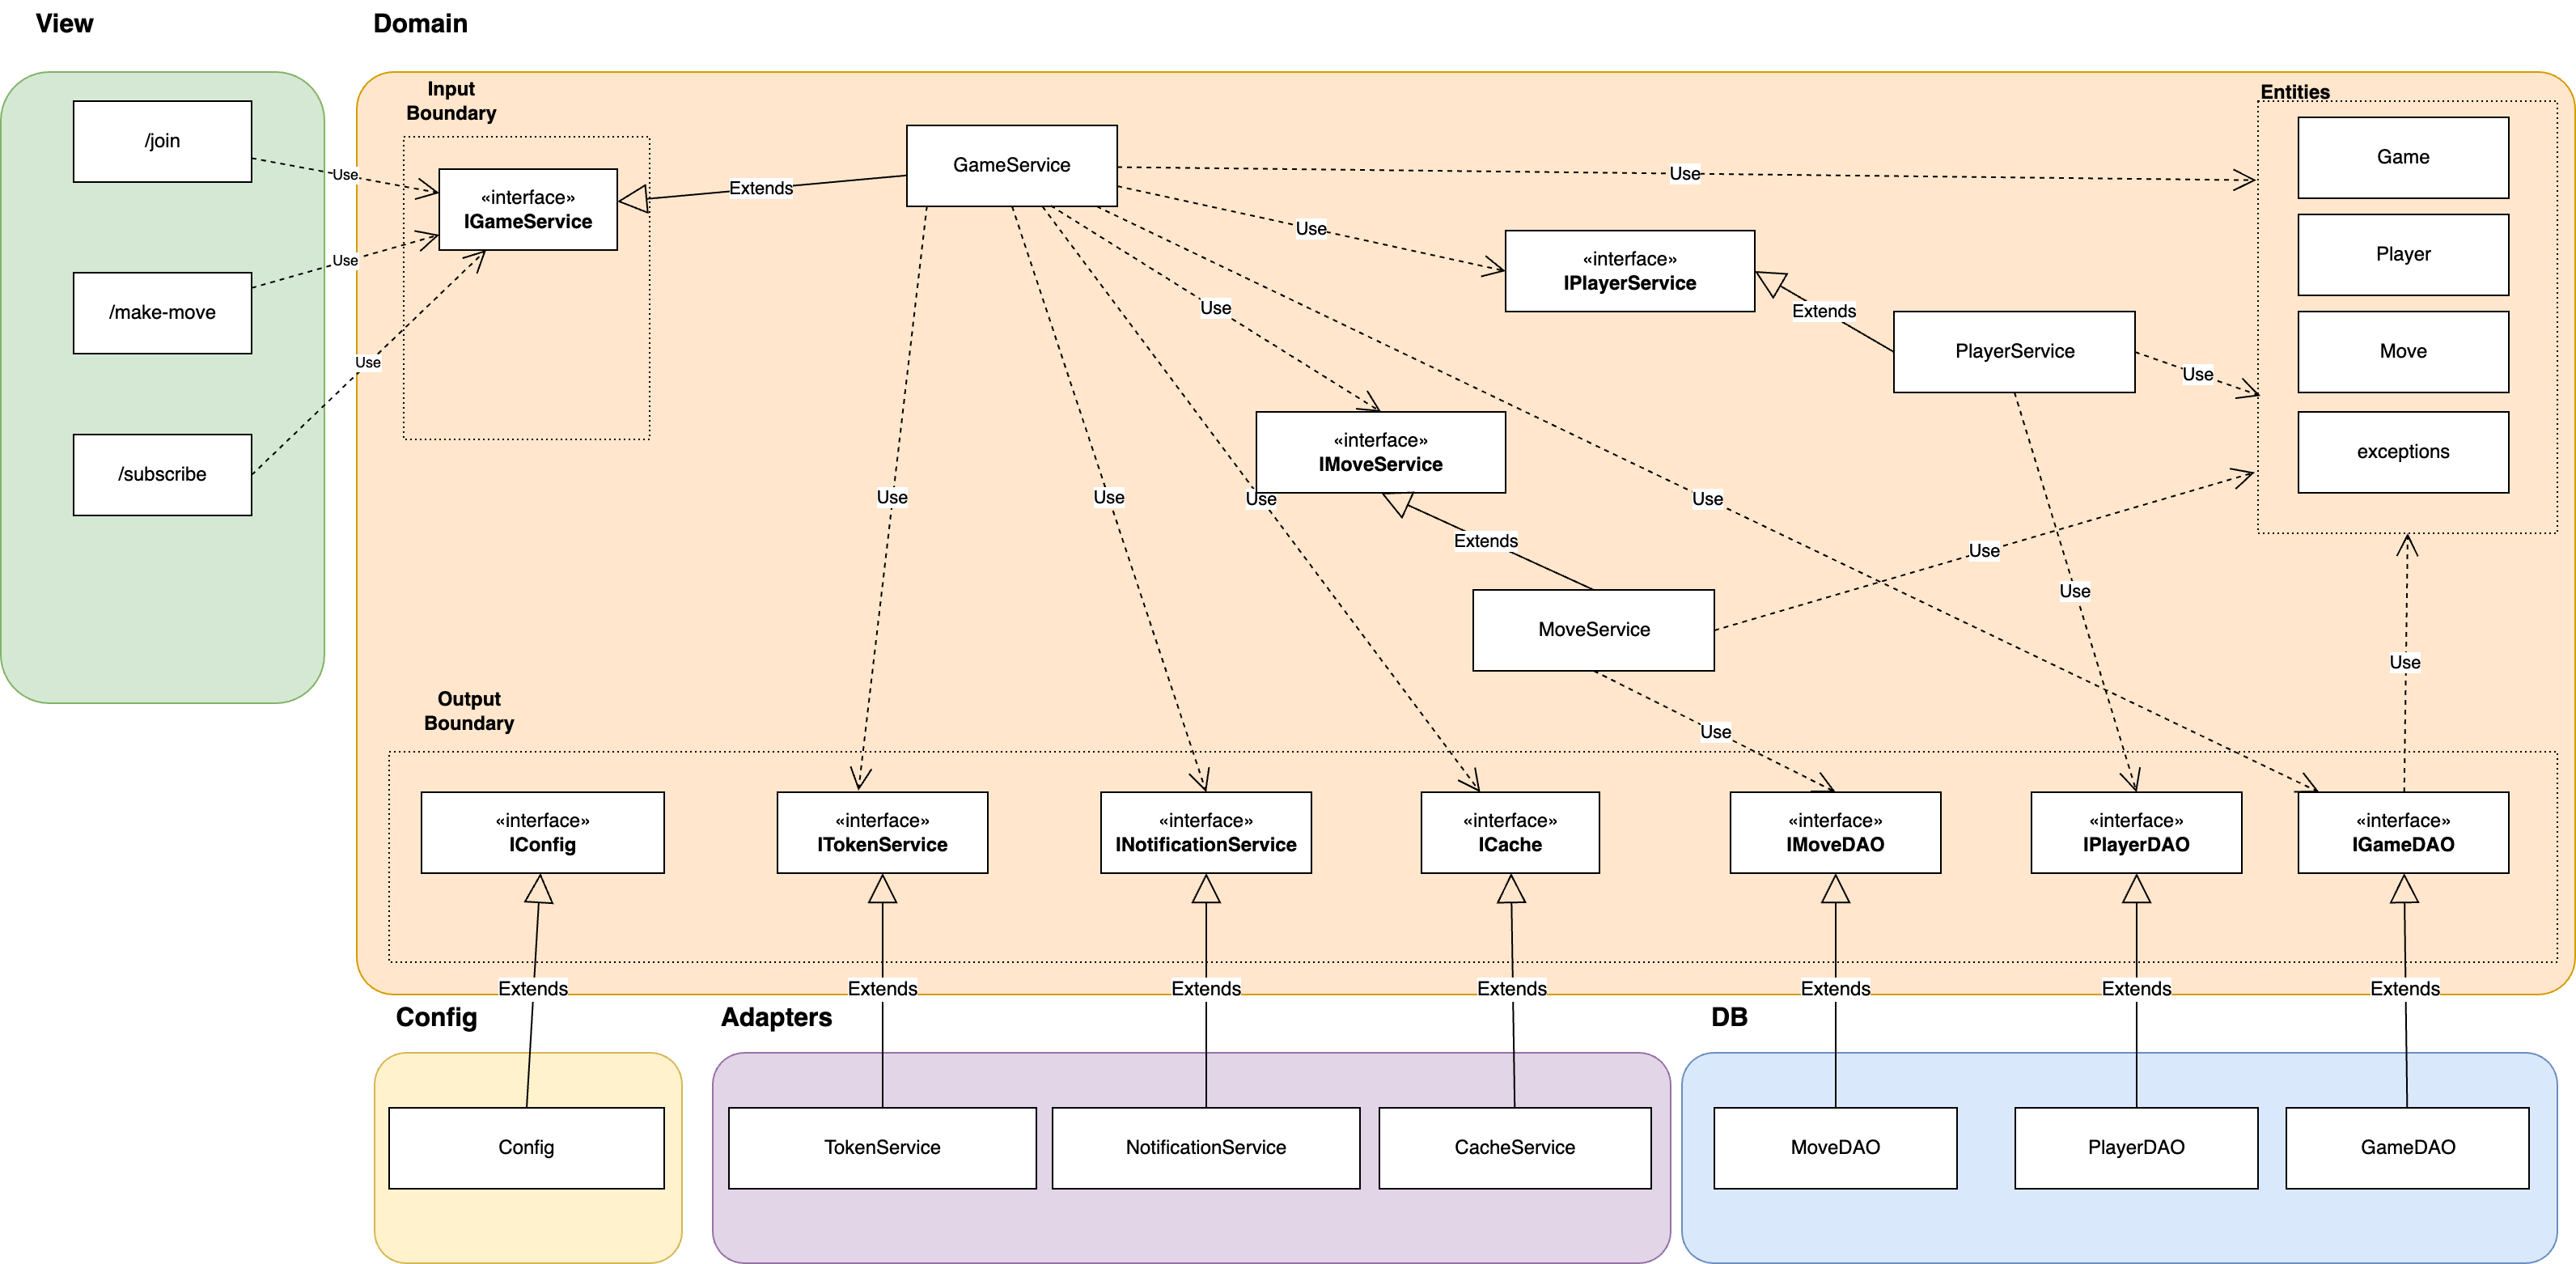 View
Domain
/join
/make-move
/subscribe
Use
Use
Use
Input
Boundary
«interface»
IGameService
Extends
GameService
Use
Use
Use
Use
Use
Use
Use
«interface»
IPlayerService
Extends
PlayerService
Use
Use
«interface»
IMoveService
Extends
MoveService
Use
Use
Entities
Game
Player
Move
exceptions
Use
Output
Boundary
«interface»
IConfig
«interface»
ITokenService
«interface»
INotificationService
«interface»
ICache
«interface»
IMoveDAO
«interface»
IPlayerDAO
«interface»
IGameDAO
Extends
Extends
Extends
Extends
Extends
Extends
Extends
Config
Adapters
DB
Config
TokenService
NotificationService
CacheService
MoveDAO
PlayerDAO
GameDAO